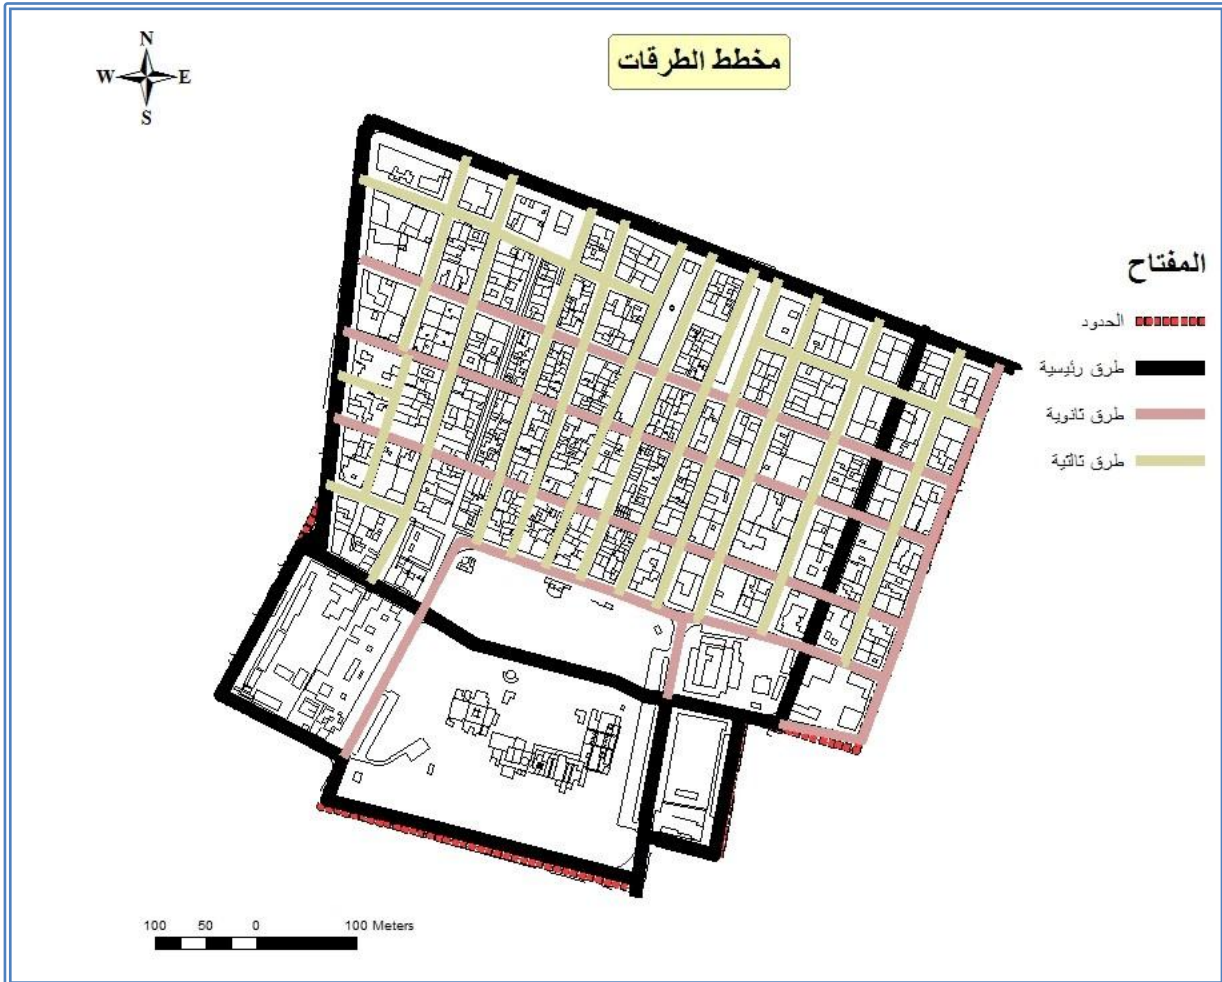 N
W E
S
مخطط الطرقات
المفتاح
الحدود
طرق رئيسية
طرق ثانوية
طرق ثالثية
100 50 0 100 Meters